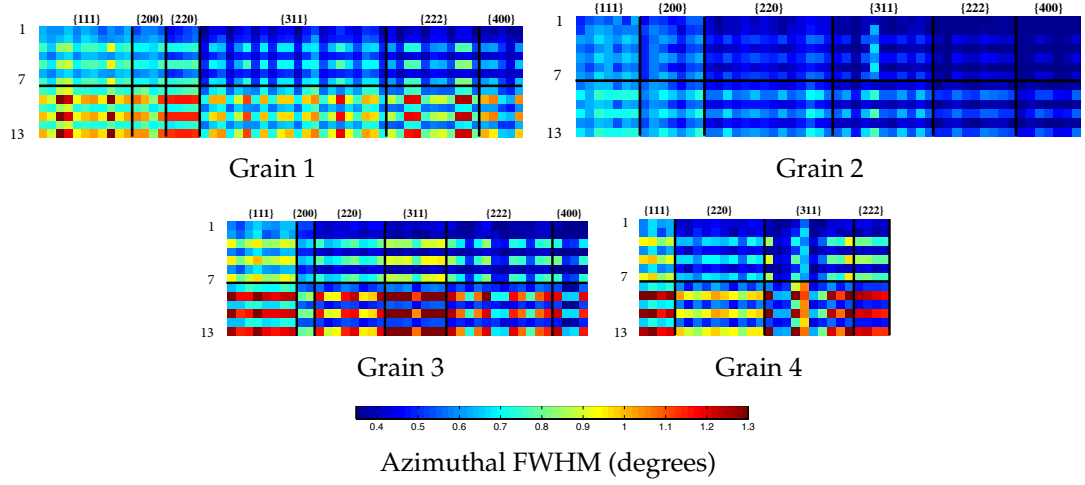 {111} {200} {220} {311} {222} {400}
1
7
13
Grain 1
{111} {200} {220} {311} {222} {400}
1
7
13
Grain 2
{111} {200} {220} {311} {222} {400}
1
7
13
Grain 3
{111} {220} {311} {222}
1
7
13
Grain 4
0.4 0.5 0.6 0.7 0.8 0.9 1 1.1 1.2 1.3
Azimuthal FWHM (degrees)